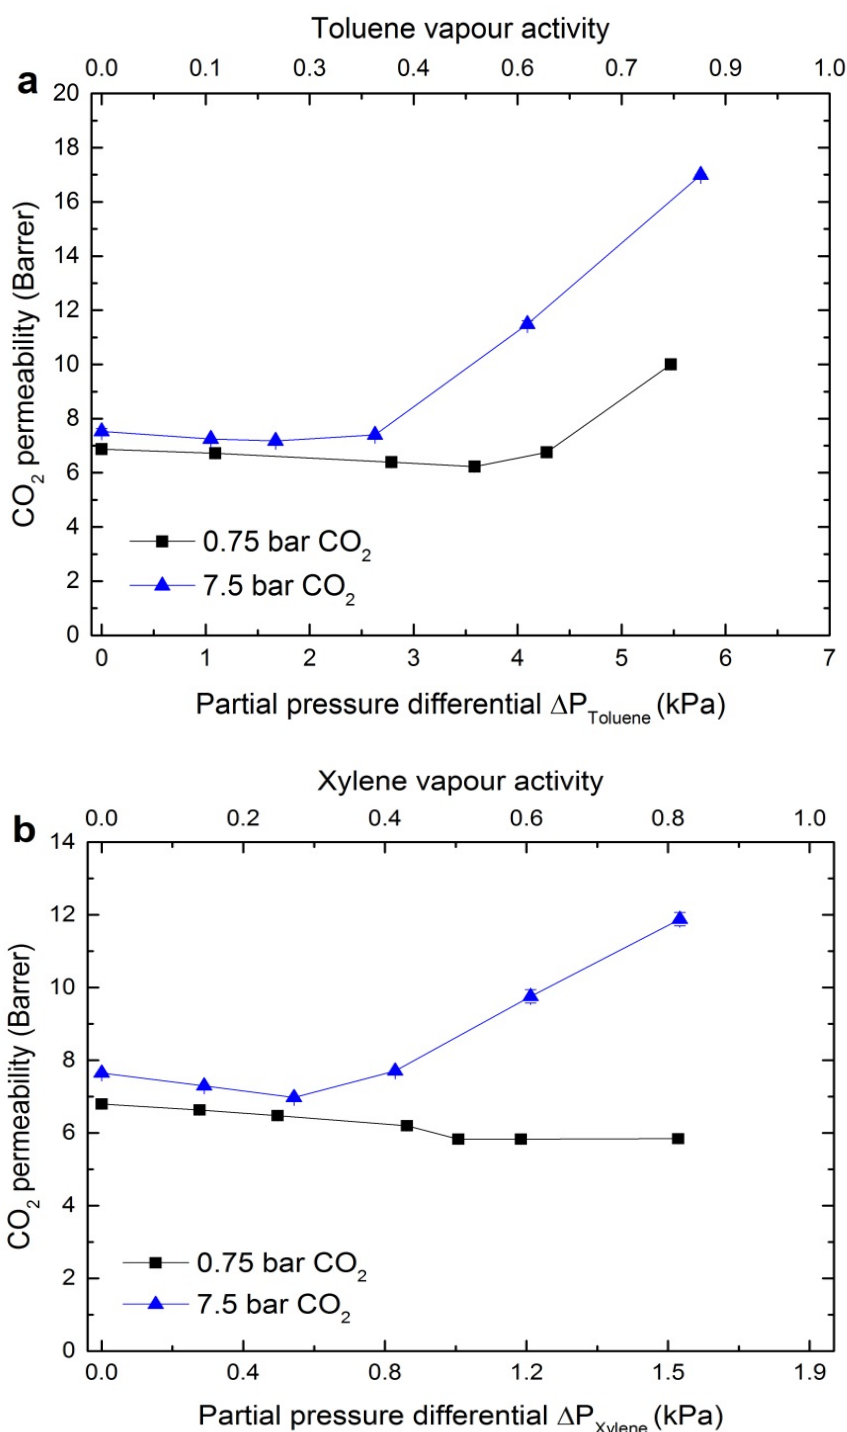 Toluene vapour activity
0.0 0.1 0.3 0.4 0.6 0.7 0.9 1.0
a
20
18
16
14
12
10
8
6
4
2
0
CO2 permeability (Barrer)
0.75 bar CO2
7.5 bar CO2
0 1 2 3 4 5 6 7
Partial pressure differential ΔPToluene (kPa)
Xylene vapour activity
0.0 0.2 0.4 0.6 0.8 1.0
b
14
12
10
8
6
4
2
0
CO2 permeability (Barrer)
0.75 bar CO2
7.5 bar CO2
0.0 0.4 0.8 1.2 1.5 1.9
Partial pressure differential ΔPXylene (kPa)